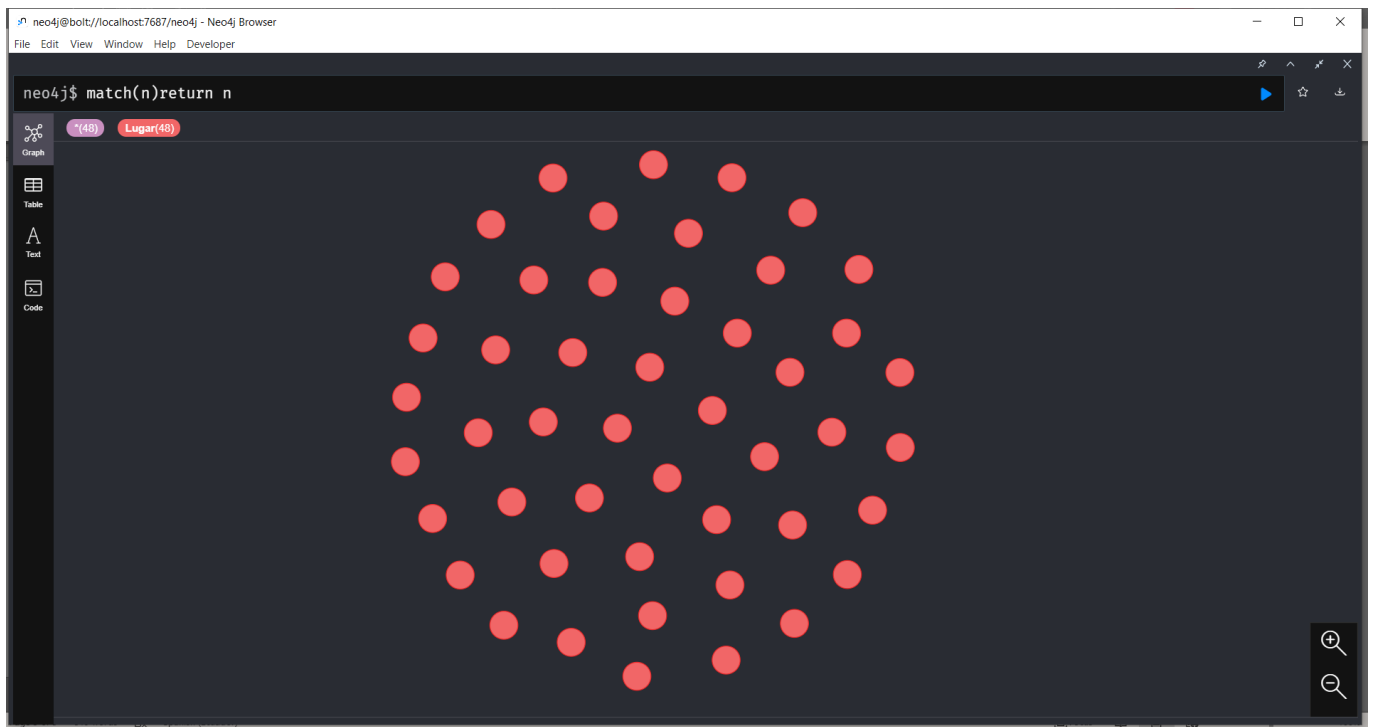 neo4j@bolt://localhost:7687/neo4j - Neo4j Browser
File Edit View Window Help Developer
neo4j$ match(n)return n
*(48) Lugar(48)
Graph
Table
A
Text
Code